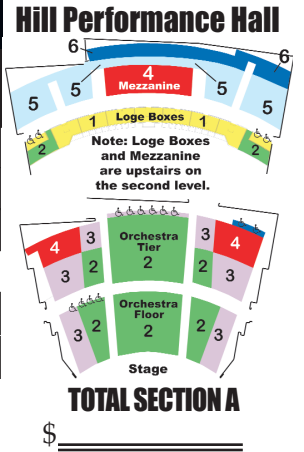 Hill Performance Hall
6
6
4
Mezzanine
5
5
5
5
Loge Boxes
1
1
2
2
Note: Loge Boxes
and Mezzanine
are upstairs on
the second level.
4
3
Orchestra
Tier
2
3
4
3
2
2
3
Orchestra
Floor
2
3
2
2
3
Stage
TOTAL SECTION A
$